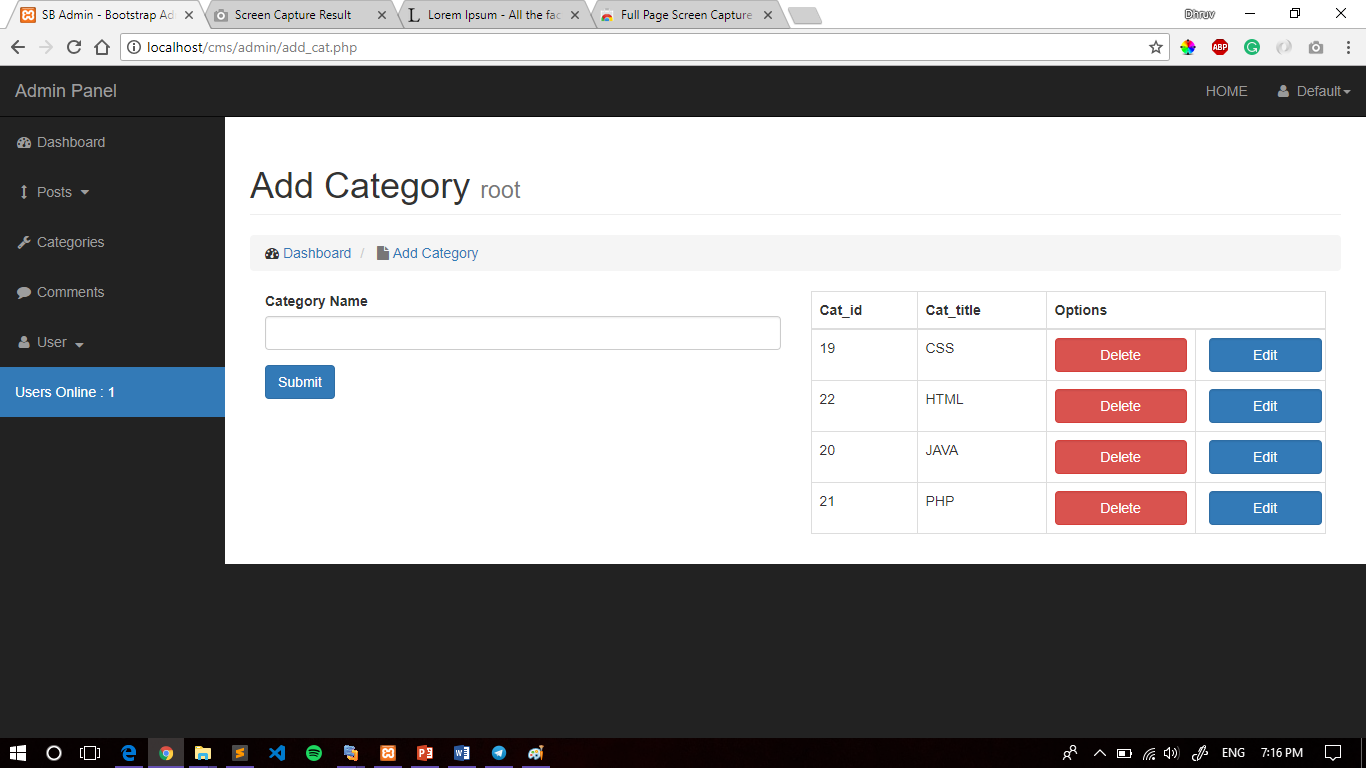 SB Admin - Bootstrap Ad
Screen Capture Result
Lorem Ipsum - All the fac
Full Page Screen Capture
Dhruv
localhost/cms/admin/add_cat.php
ABP
Admin Panel
HOME
Default
Dashboard
Posts
Categories
Comments
User
Users Online : 1
Add Category root
Dashboard / Add Category
Category Name
Submit
Cat_id Cat_title Options
19 CSS Delete Edit
22 HTML Delete Edit
20 JAVA Delete Edit
21 PHP Delete Edit
ENG 7:16 PM